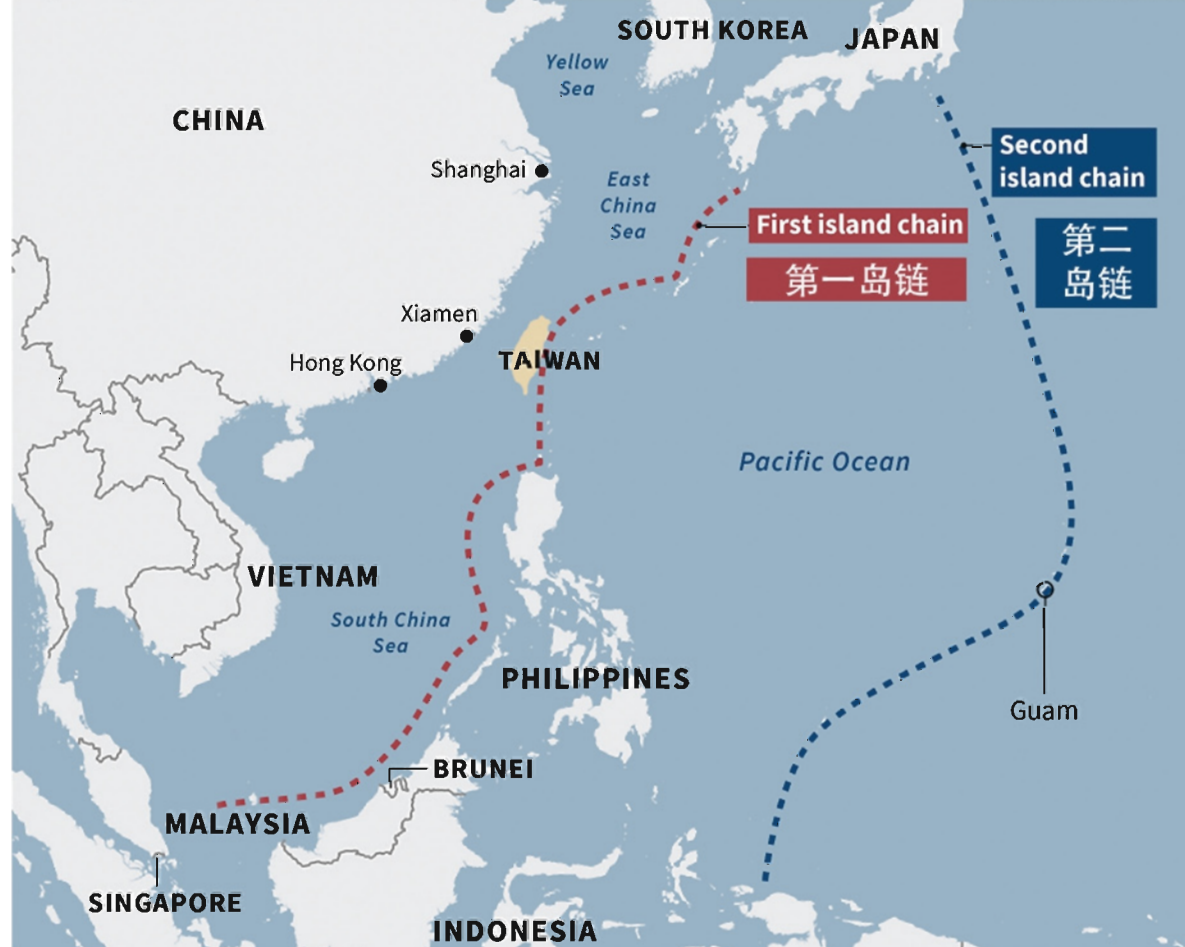 SOUTH KOREA
JAPAN
Yellow
Sea
CHINA
Second
island chain
Shanghai
East
China
Sea
First island chain
第二
岛链
第一岛链
Xiamen
TAIWAN
Hong Kong
Pacific Ocean
VIETNAM
South China
Sea
PHILIPPINES
Guam
BRUNEI
MALAYSIA
SINGAPORE
INDONESIA